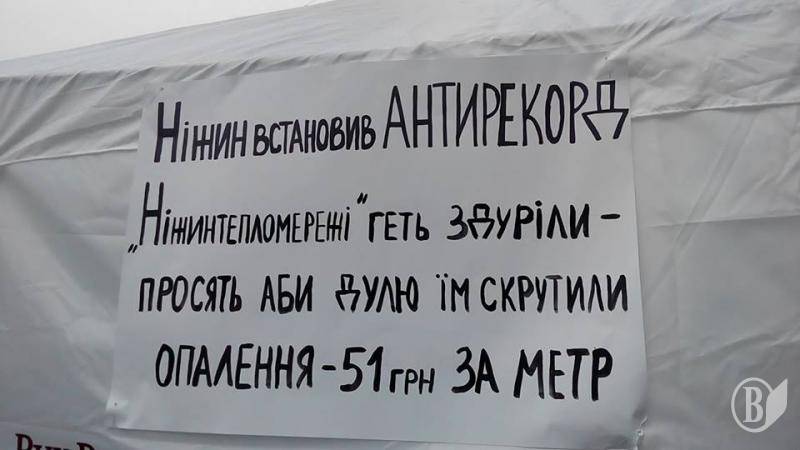 НІЖИН ВСТАНОВИВ АНТИРЕКОРД
„НІЖИНТЕПЛОМЕРЕЖІ" ГЕТЬ ЗДУРІЛИ –
ПРОСЯТЬ АБИ ДУЛЮ ЇМ СКРУТИЛИ
ОПАЛЕННЯ – 51 ГРН ЗА МЕТР
В